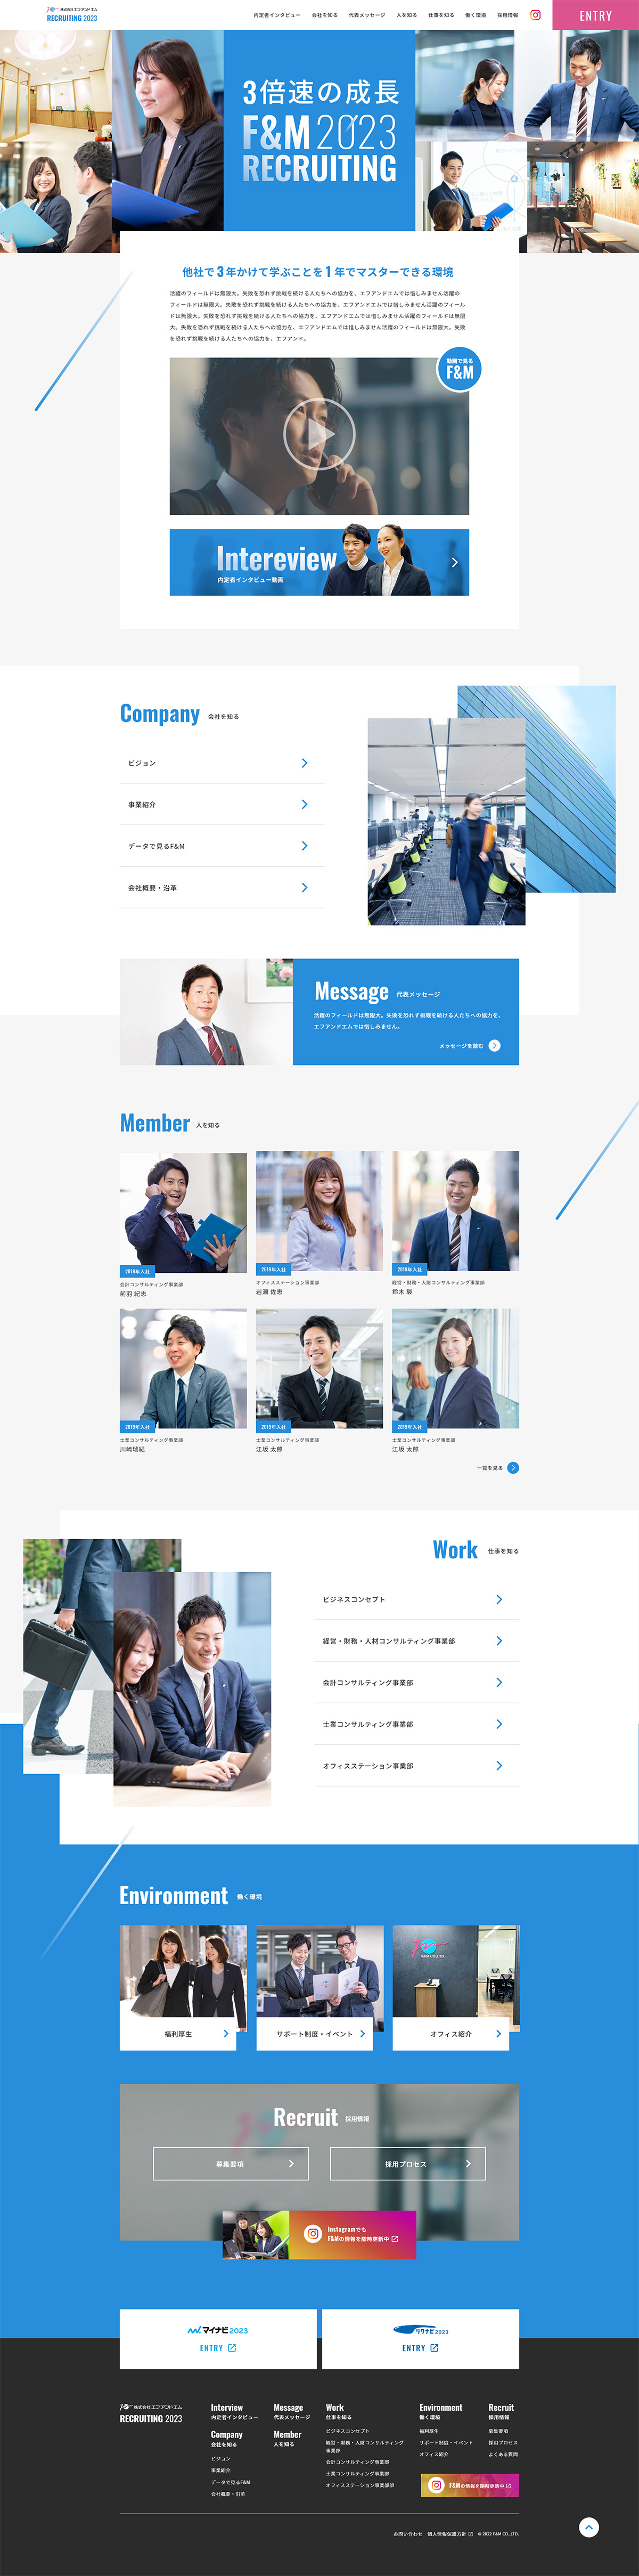 株式会社エフアンドエム
RECRUITING 2023
内定者インタビュー 会社を知る 代表メッセージ 人を知る 仕事を知る 働く環境 採用情報
ENTRY
3倍速の成長
F&M 2023
RECRUITING
他社で3年かけて学ぶことを1年でマスターできる環境
活躍のフィールドは無限大。失敗を恐れず挑戦を続ける人たちへの協力を、エフアンドエムでは惜しみません活躍の
フィールドは無限大。失敗を恐れず挑戦を続ける人たちへの協力を、エフアンドエムでは惜しみません活躍のフィール
ドは無限大。失敗を恐れず挑戦を続ける人たちへの協力を、エフアンドエムでは惜しみません活躍のフィールドは無限
大。失敗を恐れず挑戦を続ける人たちへの協力を、エフアンドエムでは惜しみません活躍のフィールドは無限大。失敗
を恐れず挑戦を続ける人たちへの協力を、エフアンド。
動画で見る
F&M
Intereview
内定者インタビュー動画
Company 会社を知る
ビジョン
事業紹介
データで見るF&M
会社概要・沿革
Message 代表メッセージ
活躍のフィールドは無限大。失敗を恐れず挑戦を続ける人たちへの協力を、
エフアンドエムでは惜しみません。
メッセージを読む
Member 人を知る
2019年入社
会計コンサルティング事業部
前羽 紀志
2019年入社
オフィスステーション事業部
岩瀬 佐恵
2019年入社
経営・財務・人財コンサルティング事業部
鈴木 駿
2019年入社
士業コンサルティング事業部
川崎瑞紀
2019年入社
士業コンサルティング事業部
江坂 太郎
2019年入社
士業コンサルティング事業部
江坂 太郎
一覧を見る
Work 仕事を知る
ビジネスコンセプト
経営・財務・人材コンサルティング事業部
会計コンサルティング事業部
士業コンサルティング事業部
オフィスステーション事業部
Environment 働く環境
福利厚生
サポート制度・イベント
オフィス紹介
Recruit 採用情報
募集要項
採用プロセス
Instagramでも
F&Mの情報を随時更新中
マイナビ2023
ENTRY
リクナビ2023
ENTRY
株式会社 エフアンドエム
RECRUITING 2023
Interview
内定者インタビュー
Company
会社を知る
ビジョン
事業紹介
データで見るF&M
会社概要・沿革
Message
代表メッセージ
Member
人を知る
Work
仕事を知る
ビジネスコンセプト
経営・財務・人財コンサルティング
事業部
会計コンサルティング事業部
士業コンサルティング事業部
オフィスステーション事業部部
Environment
働く環境
福利厚生
サポート制度・イベント
オフィス紹介
Recruit
採用情報
募集要項
採用プロセス
よくある質問
F&Mの情報を随時更新中
お問い合わせ 個人情報保護方針 © 2022 F&M CO.,LTD.